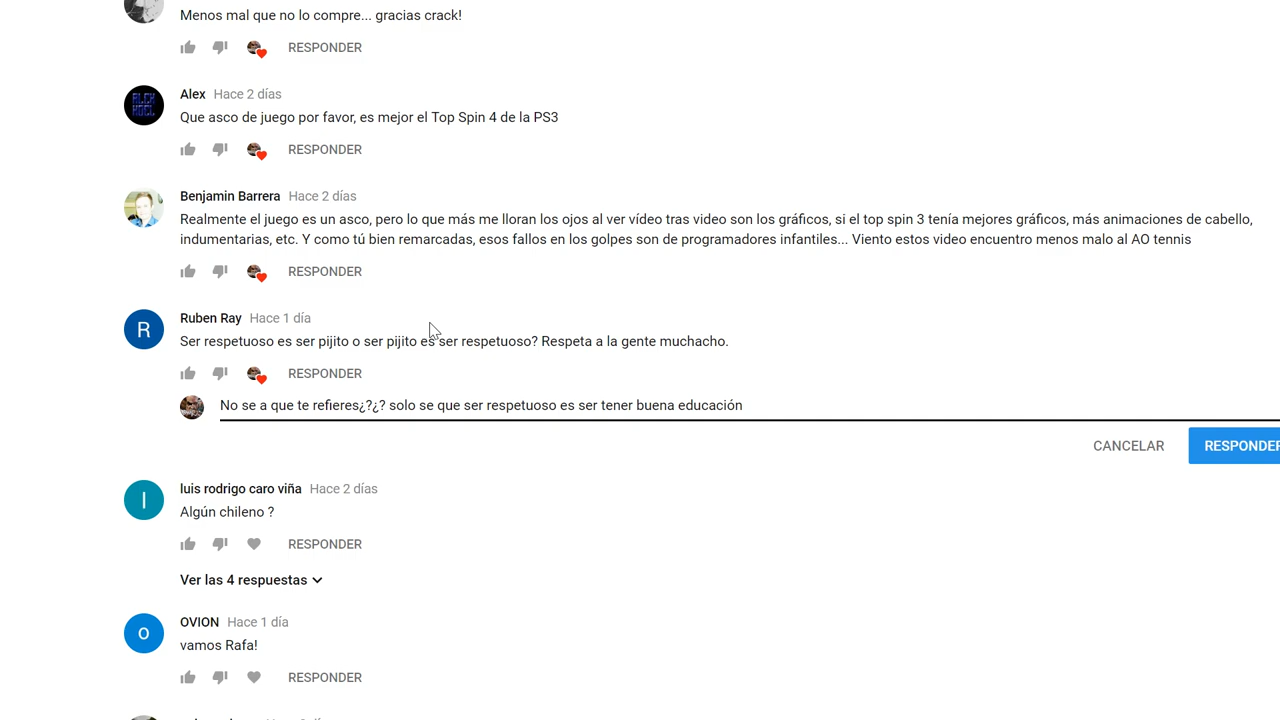 Menos mal que no lo compre... gracias crack!
RESPONDER
Alex Hace 2 días
Que asco de juego por favor, es mejor el Top Spin 4 de la PS3
RESPONDER
Benjamin Barrera Hace 2 días
Realmente el juego es un asco, pero lo que más me lloran los ojos al ver vídeo tras video son los gráficos, si el top spin 3 tenía mejores gráficos, más animaciones de cabello,
indumentarias, etc. Y como tú bien remarcadas, esos fallos en los golpes son de programadores infantiles... Viento estos video encuentro menos malo al AO tennis
RESPONDER
R
Ruben Ray Hace 1 día
Ser respetuoso es ser pijito o ser pijito es ser respetuoso? Respeta a la gente muchacho.
RESPONDER
No se a que te refieres¿?¿? solo se que ser respetuoso es ser tener buena educación
CANCELAR RESPONDER
l
luis rodrigo caro viña Hace 2 días
Algún chileno ?
RESPONDER
Ver las 4 respuestas
O
OVION Hace 1 día
vamos Rafa!
RESPONDER